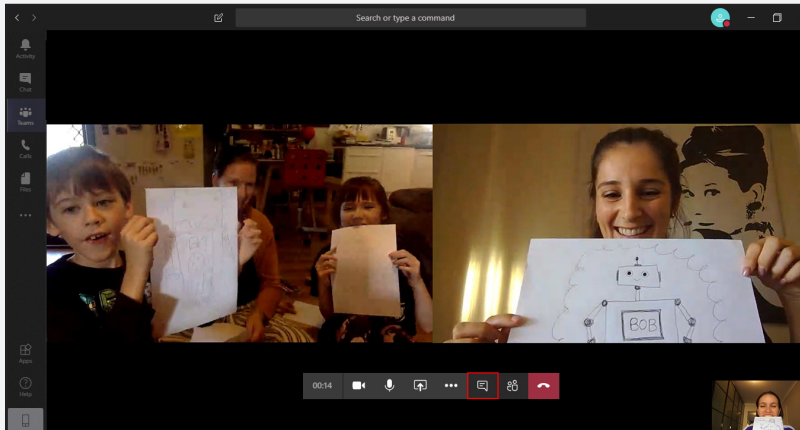 Search or type a command
Activity
Chat
Teams
Calls
Files
Apps
Help
BOB
00:14